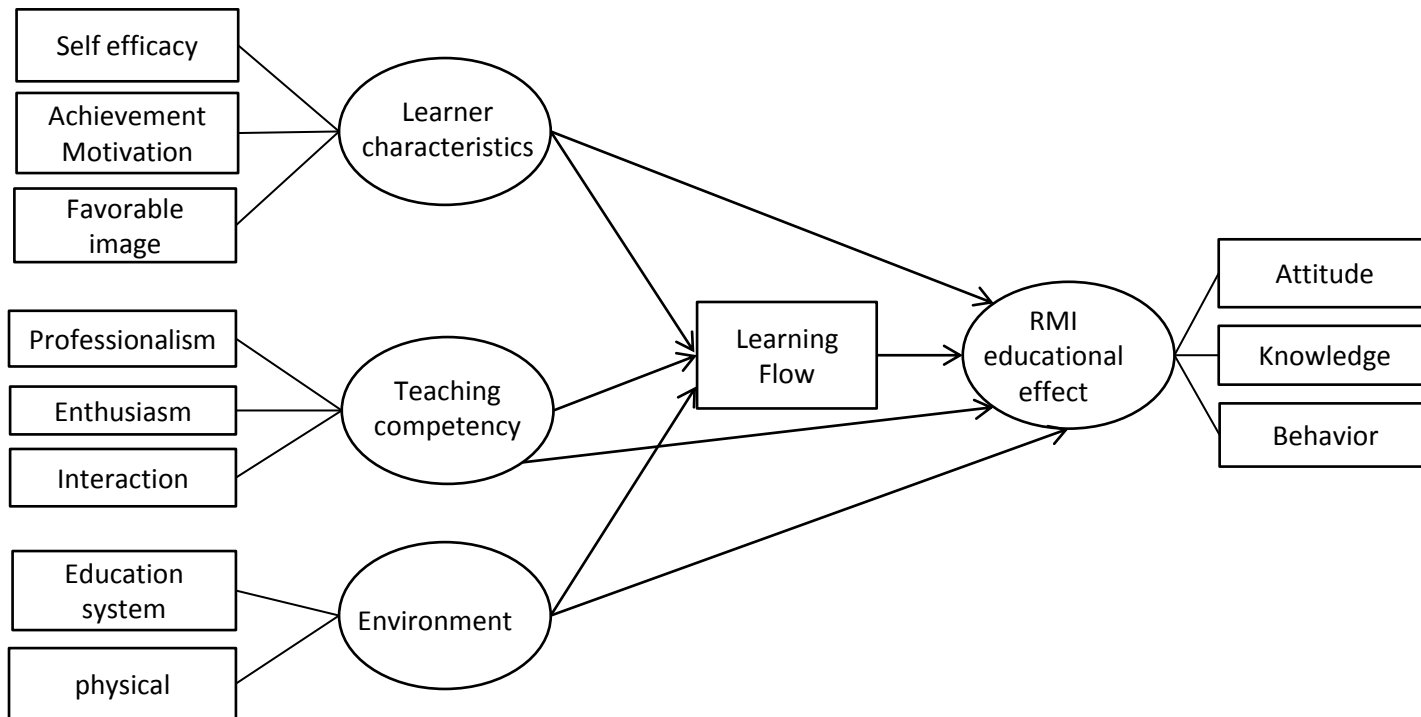 Self efficacy
Achievement
Motivation
Favorable
image
Learner
characteristics
Professionalism
Enthusiasm
Interaction
Teaching
competency
Education
system
physical
Environment
Learning
Flow
RMI
educational
effect
Attitude
Knowledge
Behavior